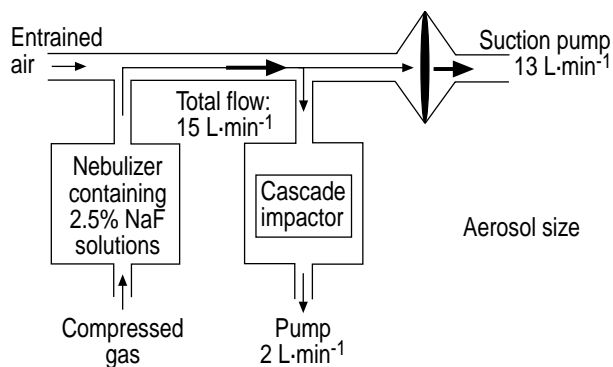 Entrained
air
Suction pump
13 L·min-1
Total flow:
15 L·min-1
Nebulizer
containing
2.5% NaF
solutions
Cascade
impactor
Aerosol size
Compressed
gas
Pump
2 L·min-1